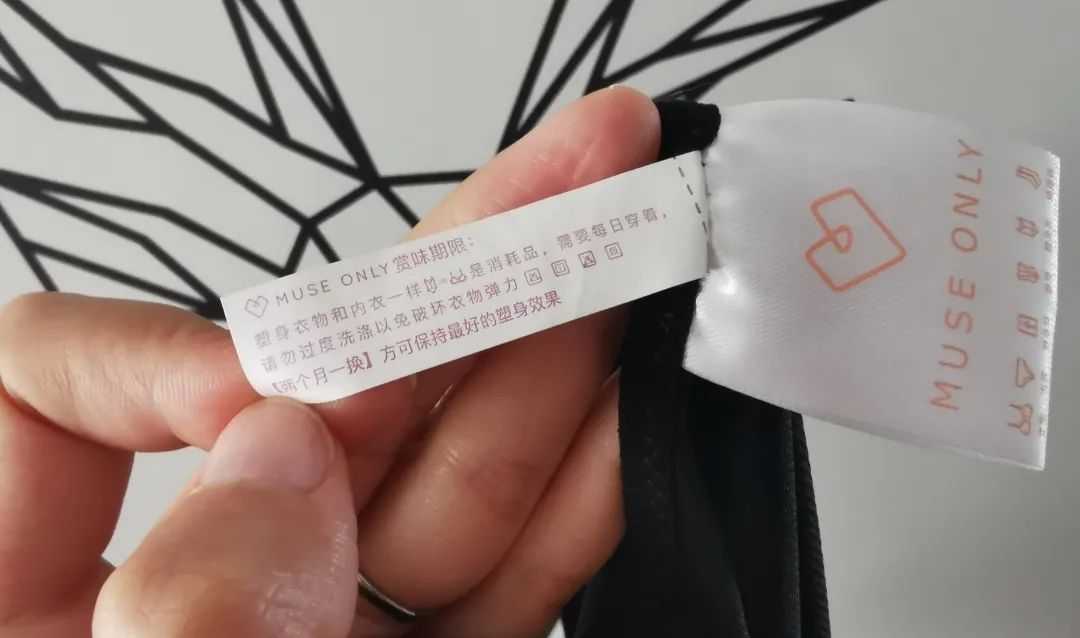 MUSE ONLY 赏味期限：
塑身衣物和内衣一样是消耗品，需要每日穿着，
请勿过度洗涤以免破坏衣物弹力
【两个月一换】方可保持最好的塑身效果
MUSE ONLY